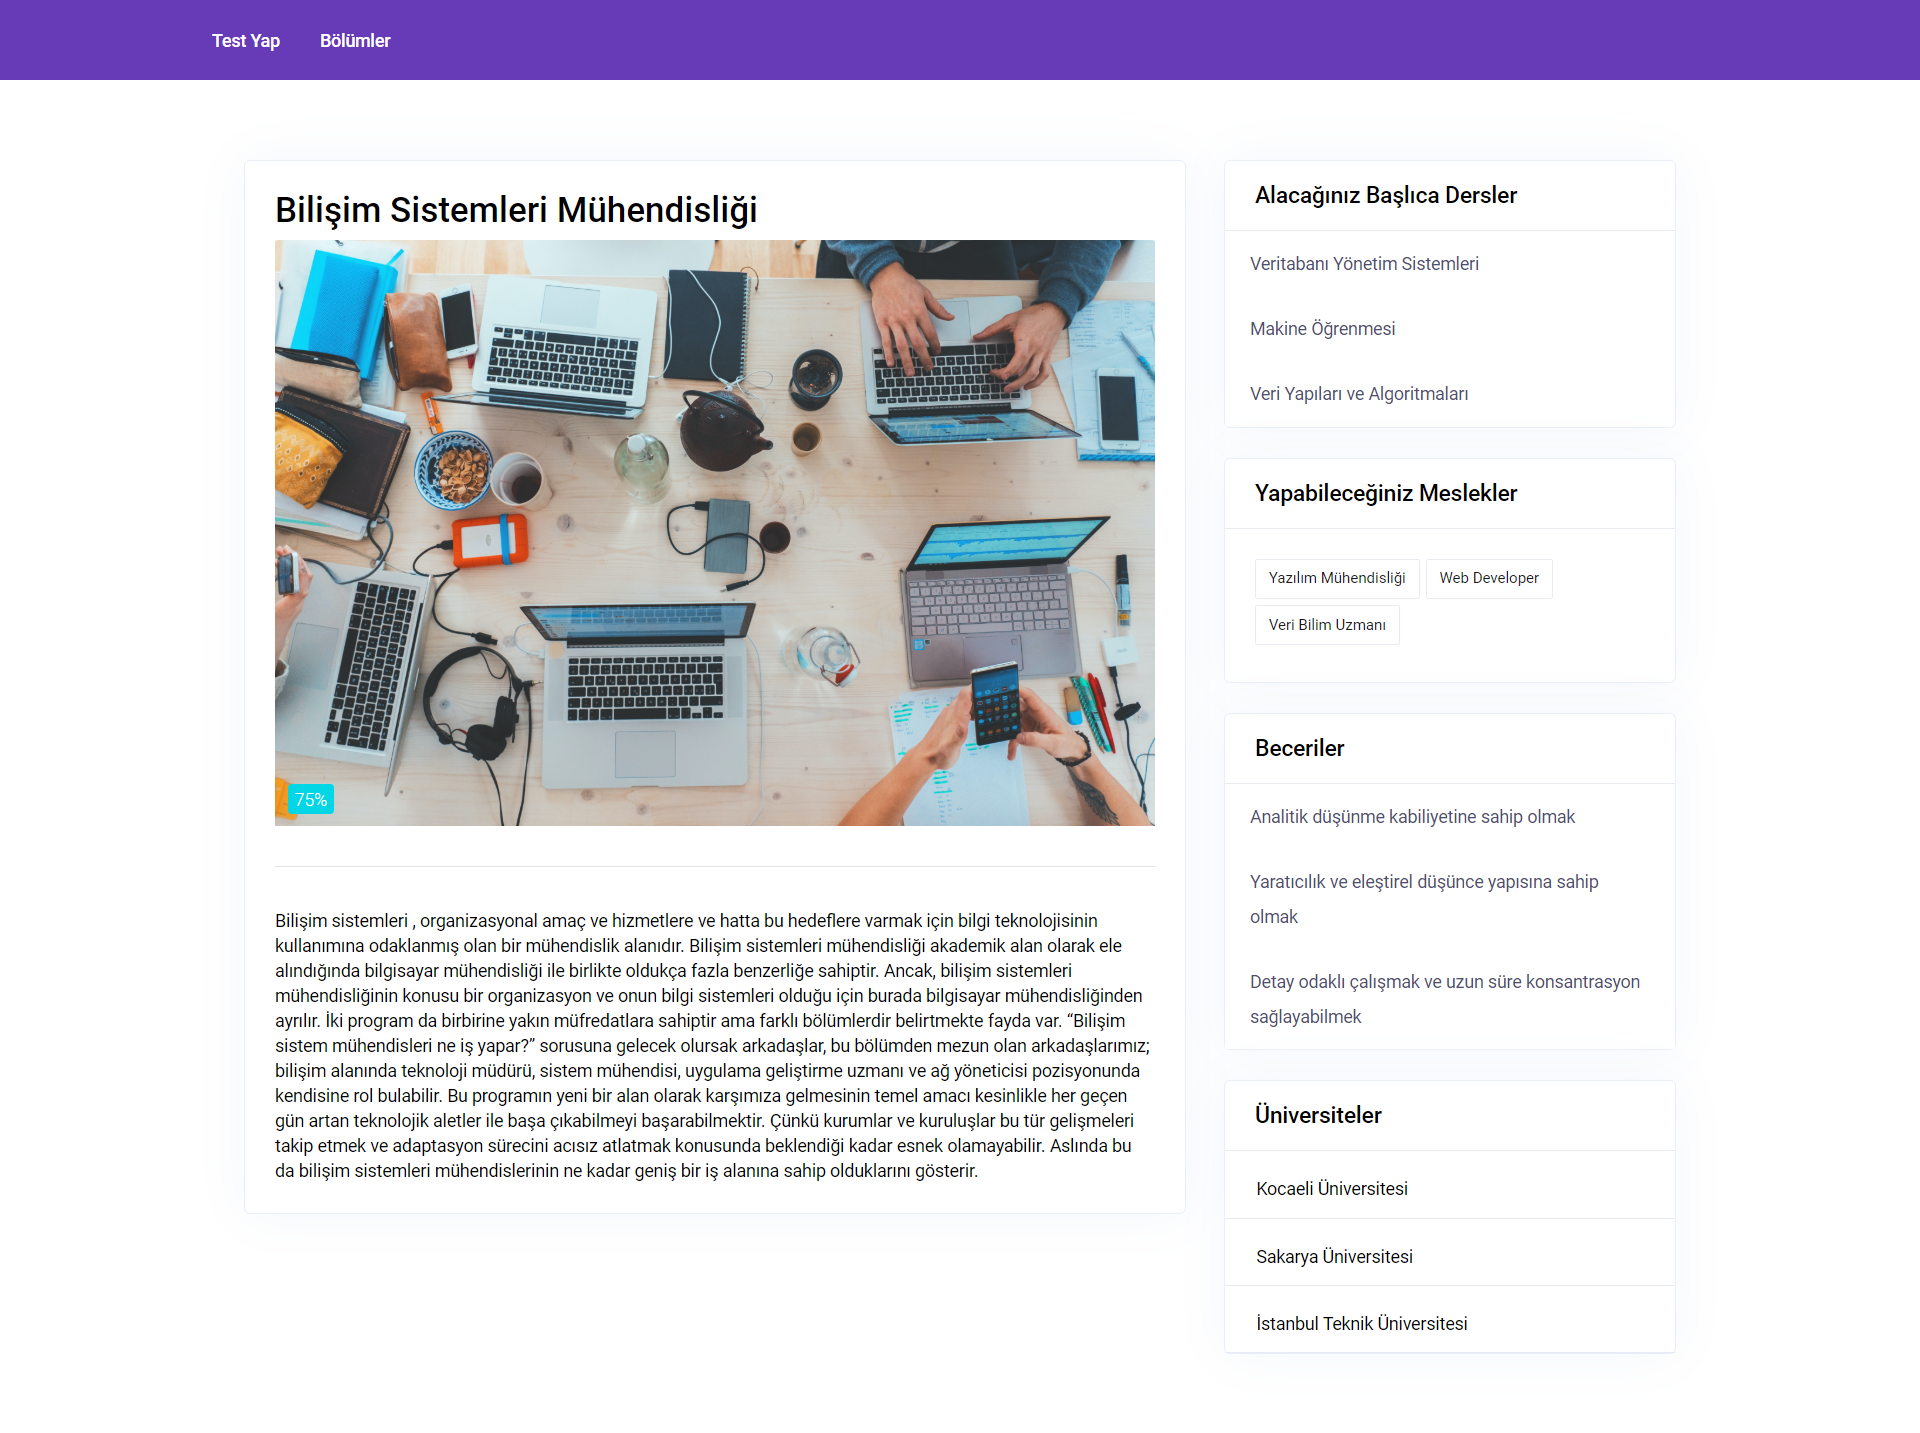 Test Yap
Bölümler
Bilişim Sistemleri Mühendisliği
75%
Bilişim sistemleri , organizasyonal amaç ve hizmetlere ve hatta bu hedeflere varmak için bilgi teknolojisinin
kullanımına odaklanmış olan bir mühendislik alanıdır. Bilişim sistemleri mühendisliği akademik alan olarak ele
alındığında bilgisayar mühendisliği ile birlikte oldukça fazla benzerliğe sahiptir. Ancak, bilişim sistemleri
mühendisliğinin konusu bir organizasyon ve onun bilgi sistemleri olduğu için burada bilgisayar mühendisliğinden
ayrılır. İki program da birbirine yakın müfredatlara sahiptir ama farklı bölümlerdir belirtmekte fayda var. “Bilişim
sistem mühendisleri ne iş yapar?” sorusuna gelecek olursak arkadaşlar, bu bölümden mezun olan arkadaşlarımız;
bilişim alanında teknoloji müdürü, sistem mühendisi, uygulama geliştirme uzmanı ve ağ yöneticisi pozisyonunda
kendisine rol bulabilir. Bu programın yeni bir alan olarak karşımıza gelmesinin temel amacı kesinlikle her geçen
gün artan teknolojik aletler ile başa çıkabilmeyi başarabilmektir. Çünkü kurumlar ve kuruluşlar bu tür gelişmeleri
takip etmek ve adaptasyon sürecini acısız atlatmak konusunda beklendiği kadar esnek olamayabilir. Aslında bu
da bilişim sistemleri mühendislerinin ne kadar geniş bir iş alanına sahip olduklarını gösterir.
Alacağınız Başlıca Dersler
Veritabanı Yönetim Sistemleri
Makine Öğrenmesi
Veri Yapıları ve Algoritmaları
Yapabileceğiniz Meslekler
Yazılım Mühendisliği
Web Developer
Veri Bilim Uzmanı
Beceriler
Analitik düşünme kabiliyetine sahip olmak
Yaratıcılık ve eleştirel düşünce yapısına sahip
olmak
Detay odaklı çalışmak ve uzun süre konsantrasyon
sağlayabilmek
Üniversiteler
Kocaeli Üniversitesi
Sakarya Üniversitesi
İstanbul Teknik Üniversitesi